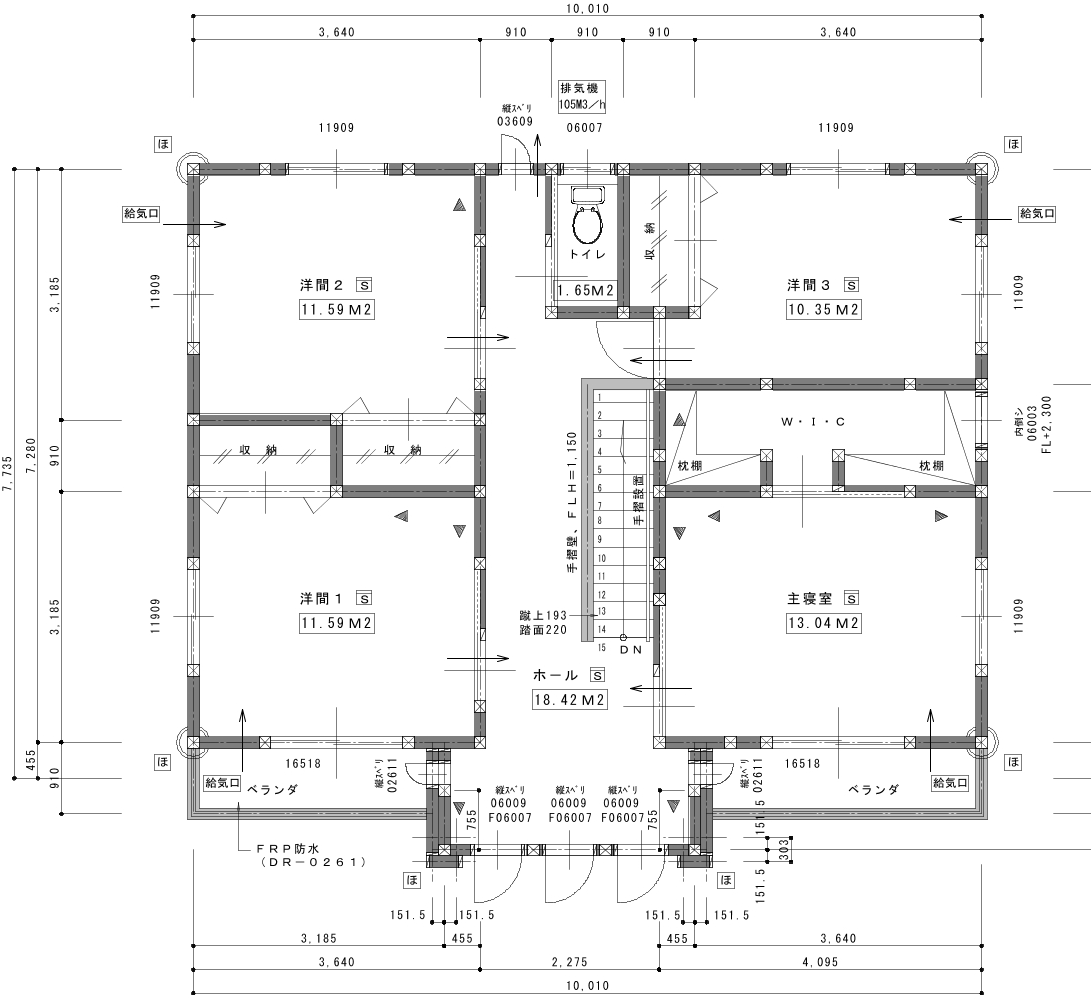 10,010
3,640
910
910
910
3,640
排気機
105M3/h
縦スベリ
03609
06007
11909
11909
ほ
ほ
給気口
給気口
収納
トイレ
1.65M2
洋間2 S
11.59M2
洋間3 S
10.35M2
11909
11909
3,185
910
3,185
7,280
7,735
455
910
W・I・C
内倒シ
06003
FL+2,300
収納
収納
枕棚
枕棚
1
2
3
4
5
6
7
8
9
10
11
12
13
14
15
手摺壁、FLH=1,150
手摺設置
蹴上193
踏面220
DN
洋間1 S
11.59M2
主寝室 S
13.04M2
11909
11909
ホール S
18.42M2
ほ
ほ
16518
16518
給気口
給気口
ベランダ
ベランダ
縦スベリ
02611
縦スベリ
02611
縦スベリ
06009
F06007
縦スベリ
06009
F06007
縦スベリ
06009
F06007
755
755
151.5
303
151.5
FRP防水
(DR-0261)
ほ
ほ
151.5
151.5
151.5
151.5
3,185
455
455
3,640
3,640
2,275
4,095
10,010